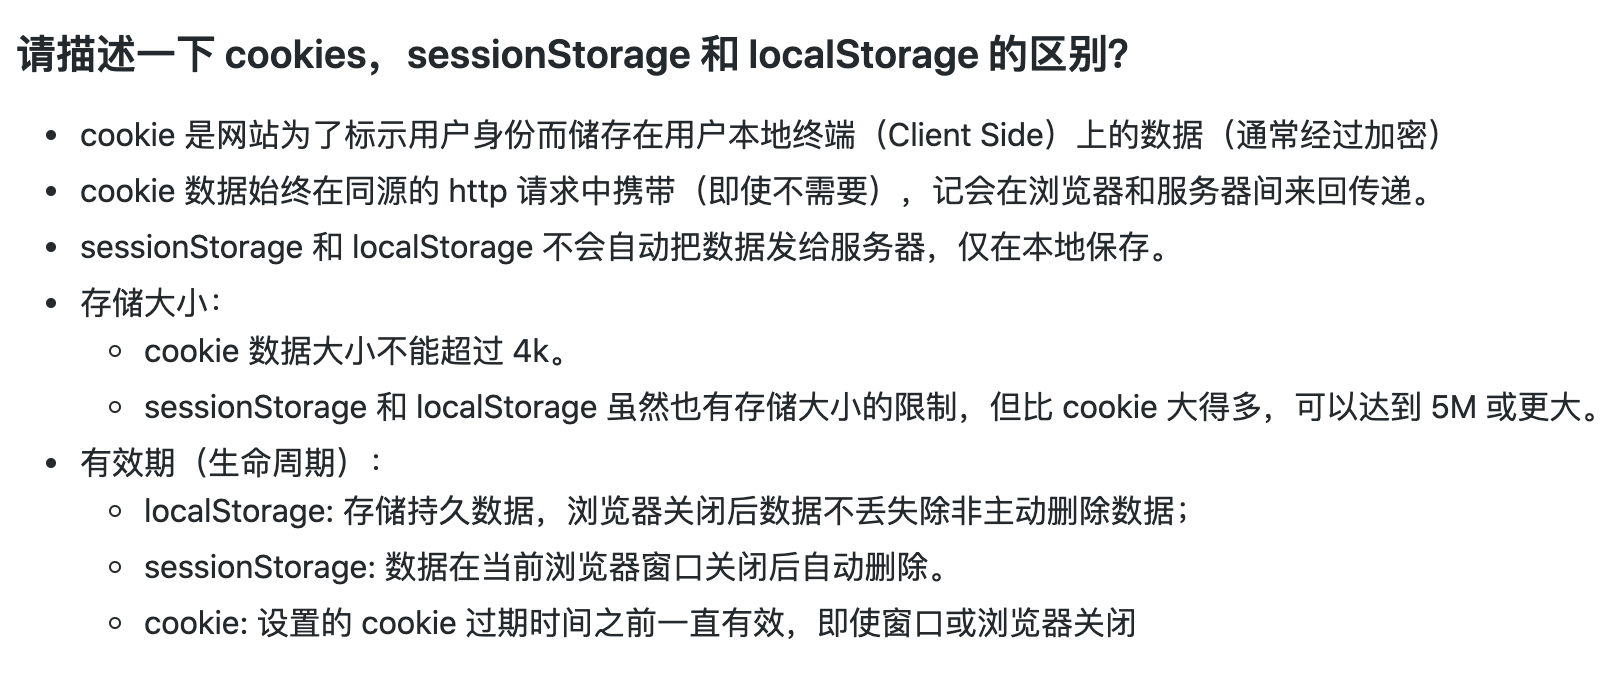 请描述一下 cookies，sessionStorage 和 localStorage 的区别？
• cookie 是网站为了标示用户身份而储存在用户本地终端（Client Side）上的数据（通常经过加密）
• cookie 数据始终在同源的 http 请求中携带（即使不需要），记会在浏览器和服务器间来回传递。
• sessionStorage 和 localStorage 不会自动把数据发给服务器，仅在本地保存。
• 存储大小：
◦ cookie 数据大小不能超过 4k。
◦ sessionStorage 和 localStorage 虽然也有存储大小的限制，但比 cookie 大得多，可以达到 5M 或更大。
• 有效期（生命周期）：
◦ localStorage: 存储持久数据，浏览器关闭后数据不丢失除非主动删除数据；
◦ sessionStorage: 数据在当前浏览器窗口关闭后自动删除。
◦ cookie: 设置的 cookie 过期时间之前一直有效，即使窗口或浏览器关闭